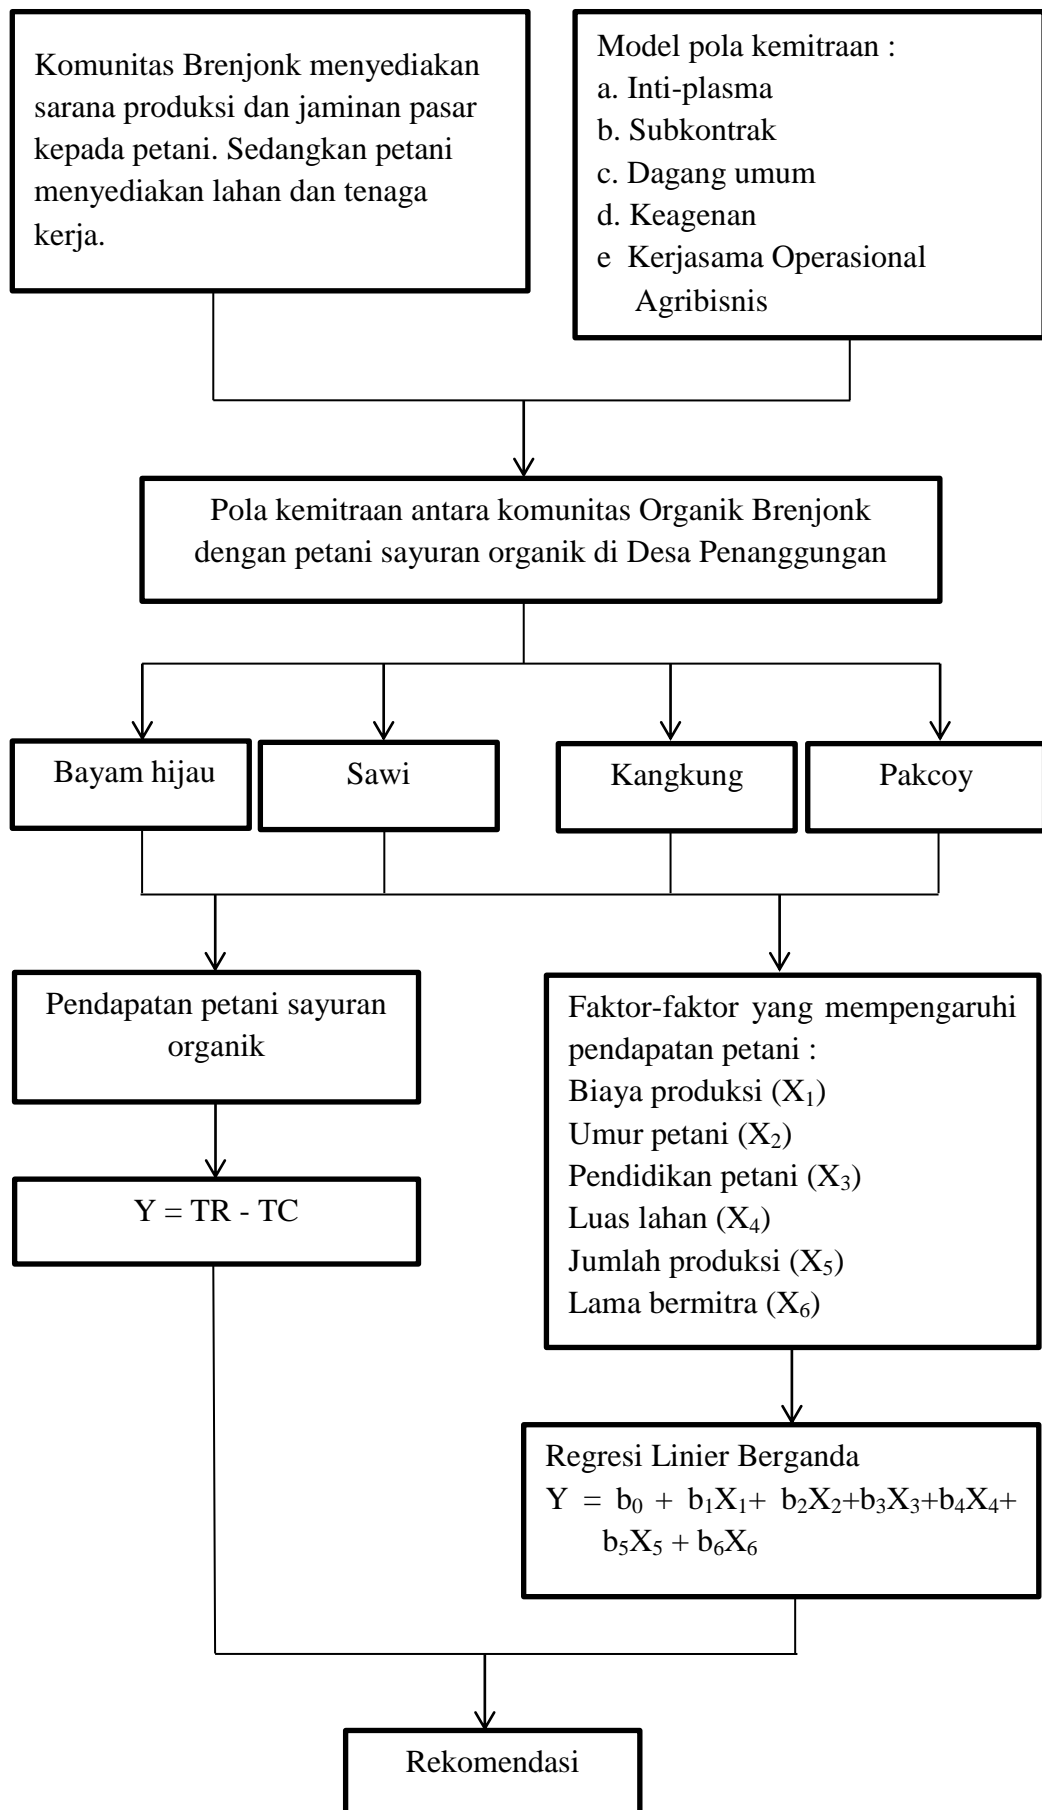 Komunitas Brenjonk menyediakan
sarana produksi dan jaminan pasar
kepada petani. Sedangkan petani
menyediakan lahan dan tenaga
kerja.
Model pola kemitraan :
a. Inti-plasma
b. Subkontrak
c. Dagang umum
d. Keagenan
e  Kerjasama Operasional
Agribisnis
Pola kemitraan antara komunitas Organik Brenjonk
dengan petani sayuran organik di Desa Penanggungan
Bayam hijau
Sawi
Kangkung
Pakcoy
Pendapatan petani sayuran
organik
Y = TR - TC
Faktor-faktor yang mempengaruhi
pendapatan petani :
Biaya produksi (X₁)
Umur petani (X₂)
Pendidikan petani (X₃)
Luas lahan (X₄)
Jumlah produksi (X₅)
Lama bermitra (X₆)
Regresi Linier Berganda
Y = b₀ + b₁X₁+ b₂X₂+b₃X₃+b₄X₄+
b₅X₅ + b₆X₆
Rekomendasi